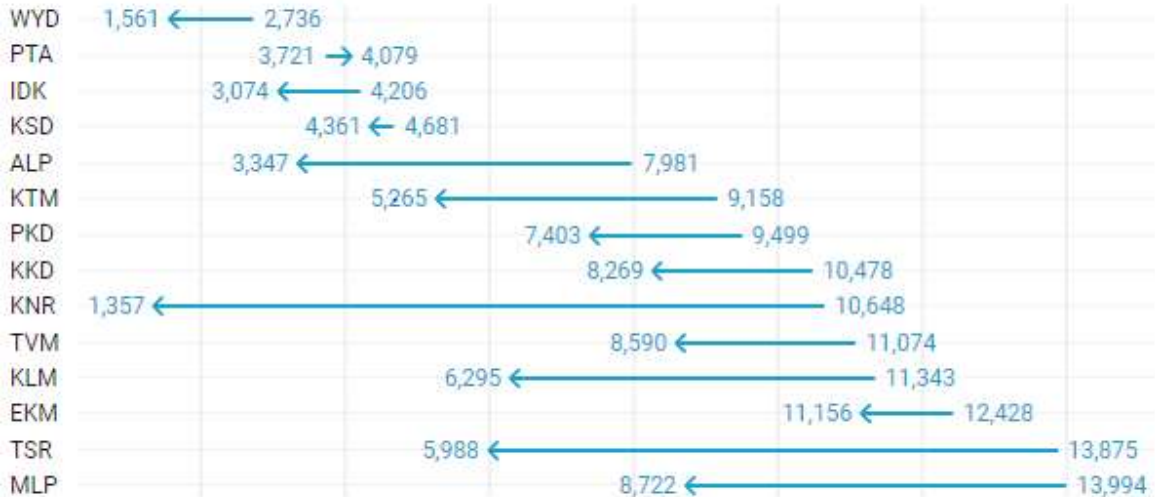 WYD 1,561 2,736
PTA 3,721 4,079
IDK 3,074 4,206
KSD 4,361 4,681
ALP 3,347 7,981
KTM 5,265 9,158
PKD 7,403 9,499
KKD 8,269 10,478
KNR 1,357 10,648
TVM 8,590 11,074
KLM 6,295 11,343
EKM 11,156 12,428
TSR 5,988 13,875
MLP 8,722 13,994